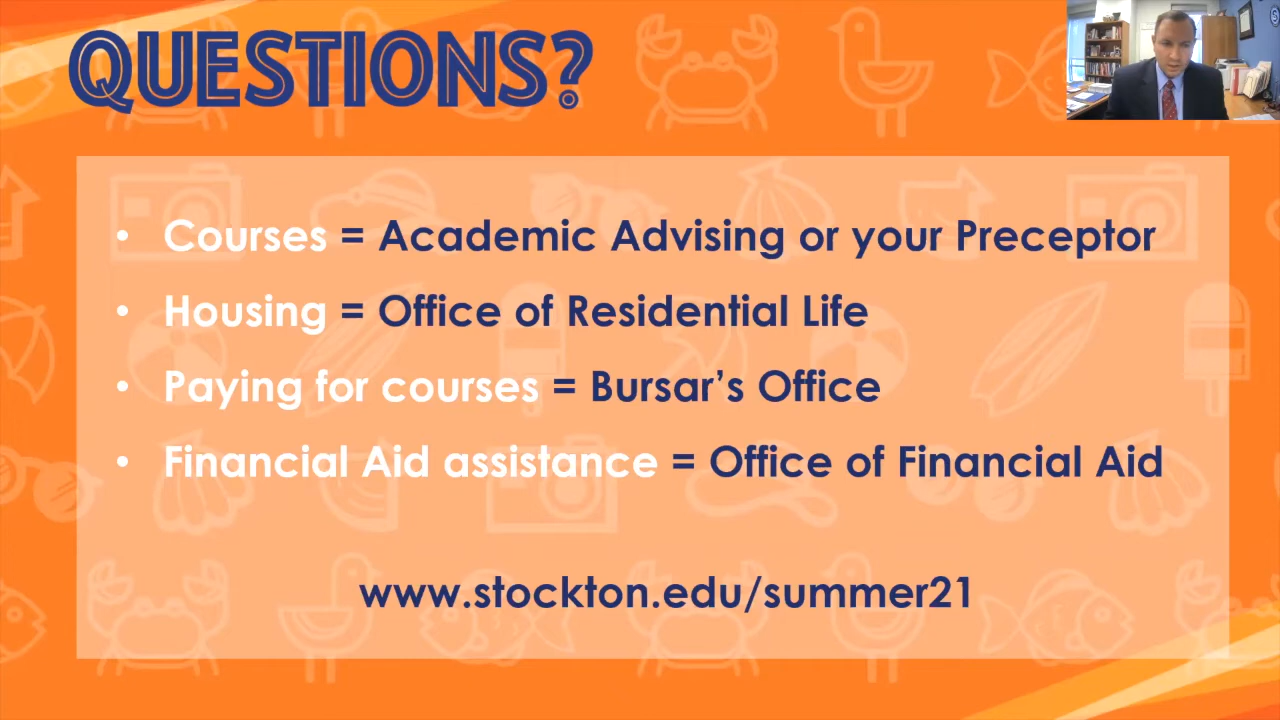 QUESTIONS?
• Courses = Academic Advising or your Preceptor
• Housing = Office of Residential Life
• Paying for courses = Bursar’s Office
• Financial Aid assistance = Office of Financial Aid
www.stockton.edu/summer21